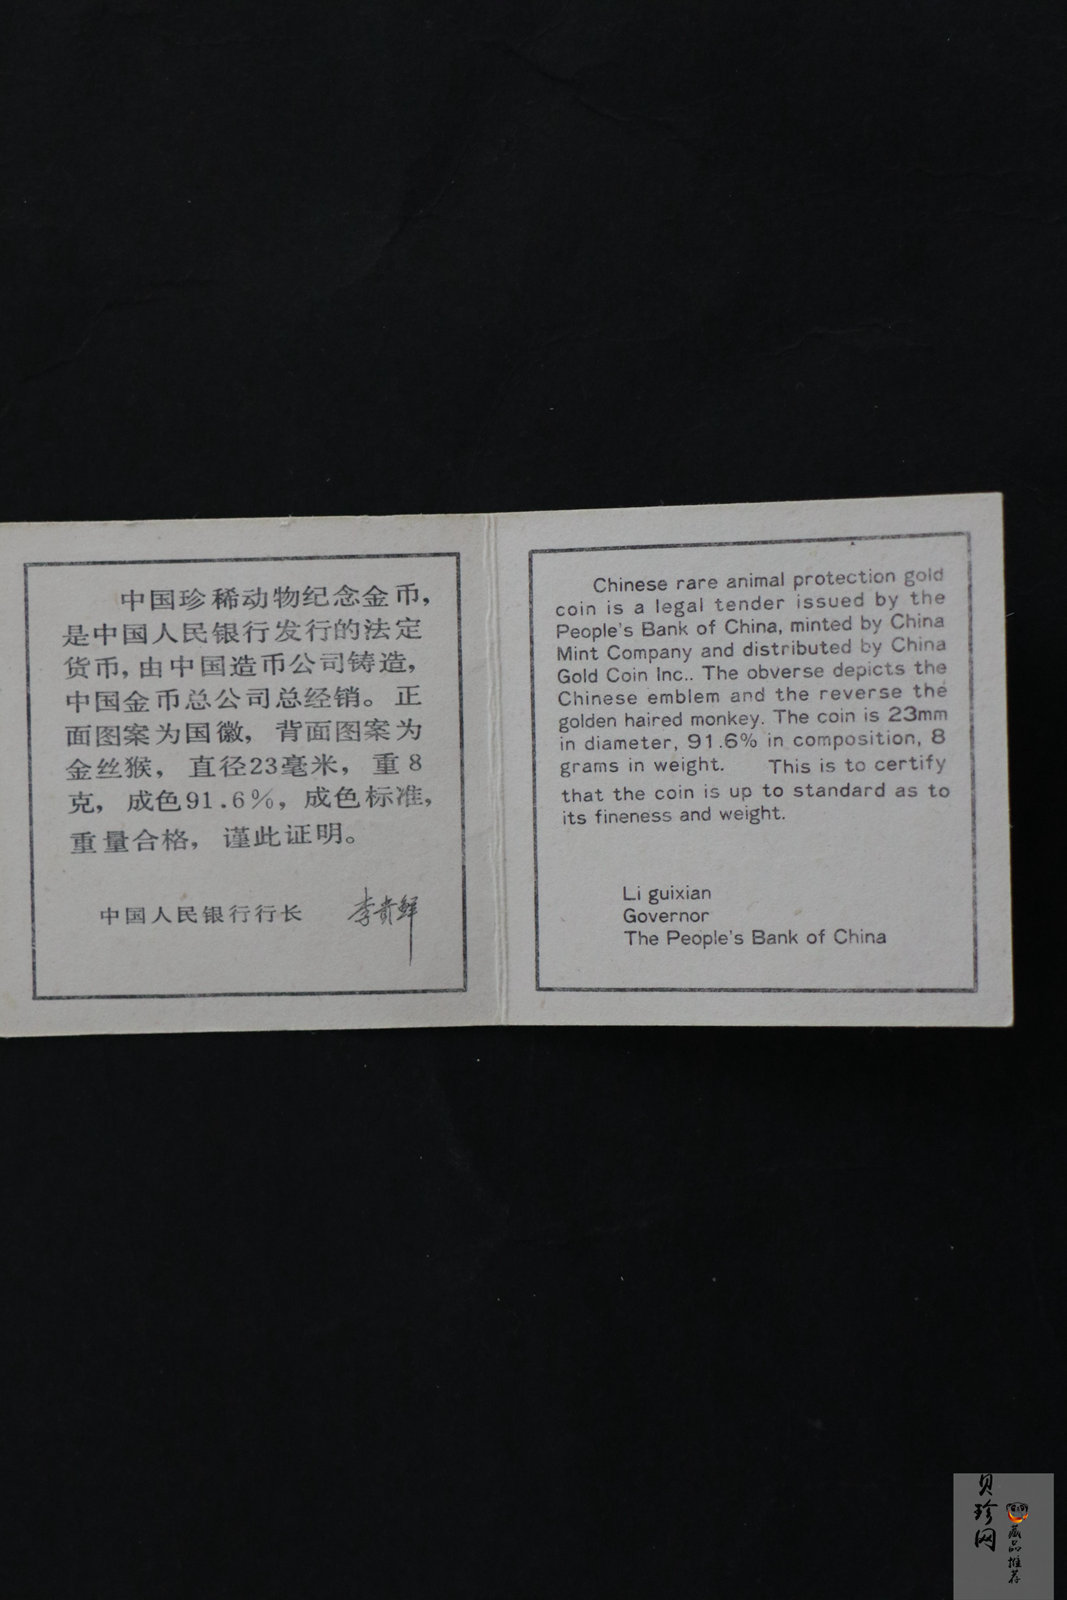 中国珍稀动物纪念金币,
是中国人民银行发行的法定
货币,由中国造币公司铸造,
中国金币总公司总经销。正
面图案为国徽,背面图案为
金丝猴,直径23毫米,重8
克,成色91.6%,成色标准,
重量合格,谨此证明。
中国人民银行行长 李贵鲜
Chinese rare animal protection gold
coin is a legal tender issued by the
People's Bank of China, minted by China
Mint Company and distributed by China
Gold Coin Inc.. The obverse depicts the
Chinese emblem and the reverse the
golden haired monkey. The coin is 23mm
in diameter, 91.6% in composition, 8
grams in weight. This is to certify
that the coin is up to standard as to
its fineness and weight.
Li guixian
Governor
The People's Bank of China
贝珍网
藏品推荐